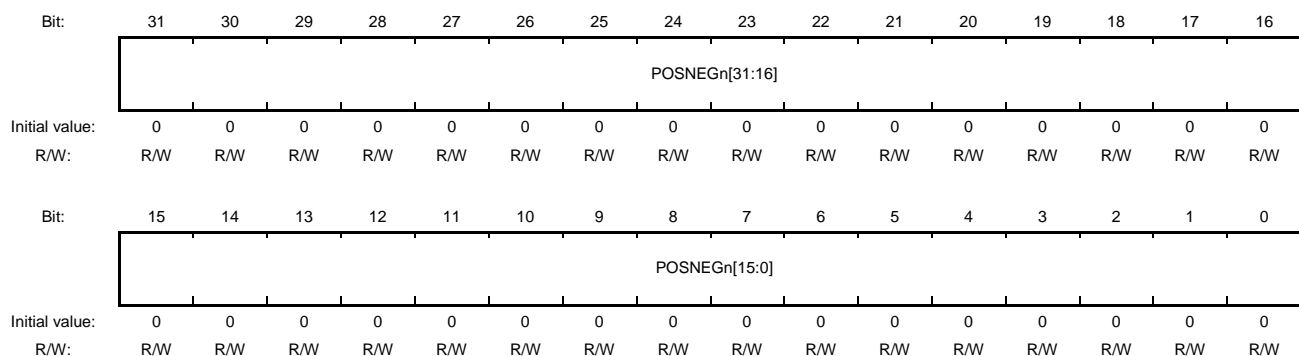 Bit: 31 30 29 28 27 26 25 24 23 22 21 20 19 18 17 16
POSNEGn[31:16]
Initial value: 0 0 0 0 0 0 0 0 0 0 0 0 0 0 0 0
R/W: R/W R/W R/W R/W R/W R/W R/W R/W R/W R/W R/W R/W R/W R/W R/W R/W
Bit: 15 14 13 12 11 10 9 8 7 6 5 4 3 2 1 0
POSNEGn[15:0]
Initial value: 0 0 0 0 0 0 0 0 0 0 0 0 0 0 0 0
R/W: R/W R/W R/W R/W R/W R/W R/W R/W R/W R/W R/W R/W R/W R/W R/W R/W